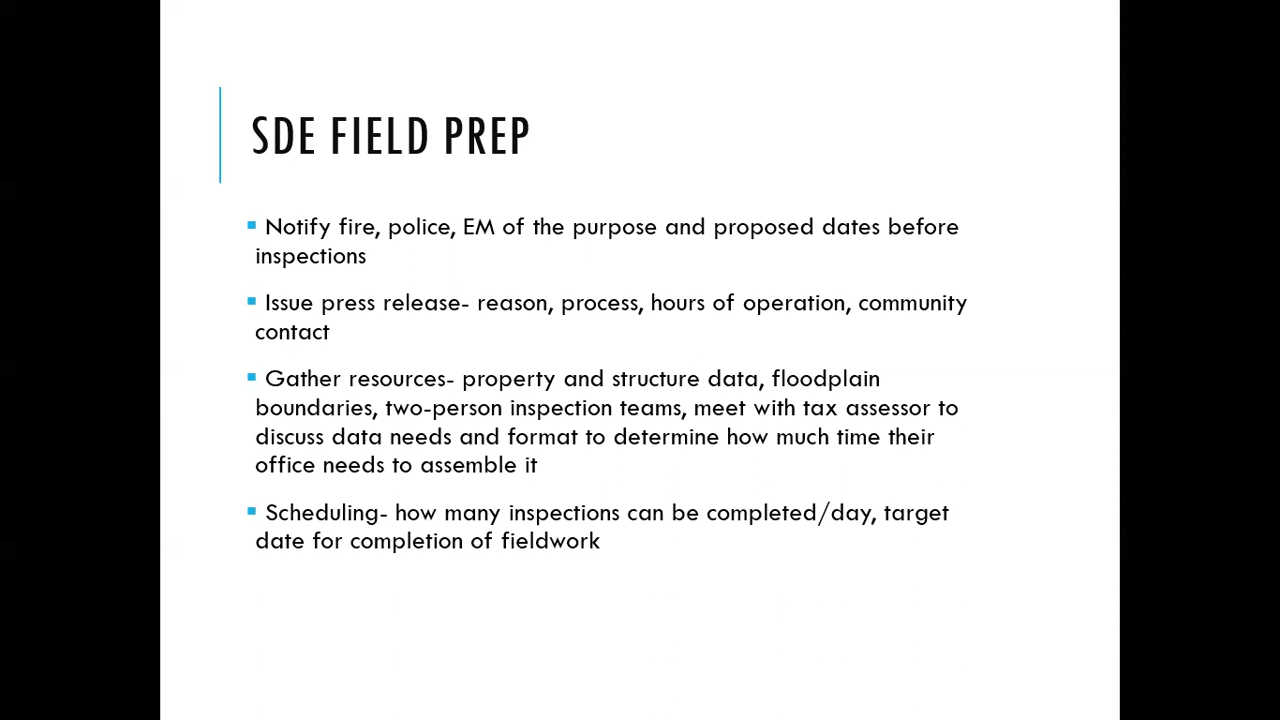 SDE FIELD PREP
▪ Notify fire, police, EM of the purpose and proposed dates before
inspections
▪ Issue press release- reason, process, hours of operation, community
contact
▪ Gather resources- property and structure data, floodplain
boundaries, two-person inspection teams, meet with tax assessor to
discuss data needs and format to determine how much time their
office needs to assemble it
▪ Scheduling- how many inspections can be completed/day, target
date for completion of fieldwork